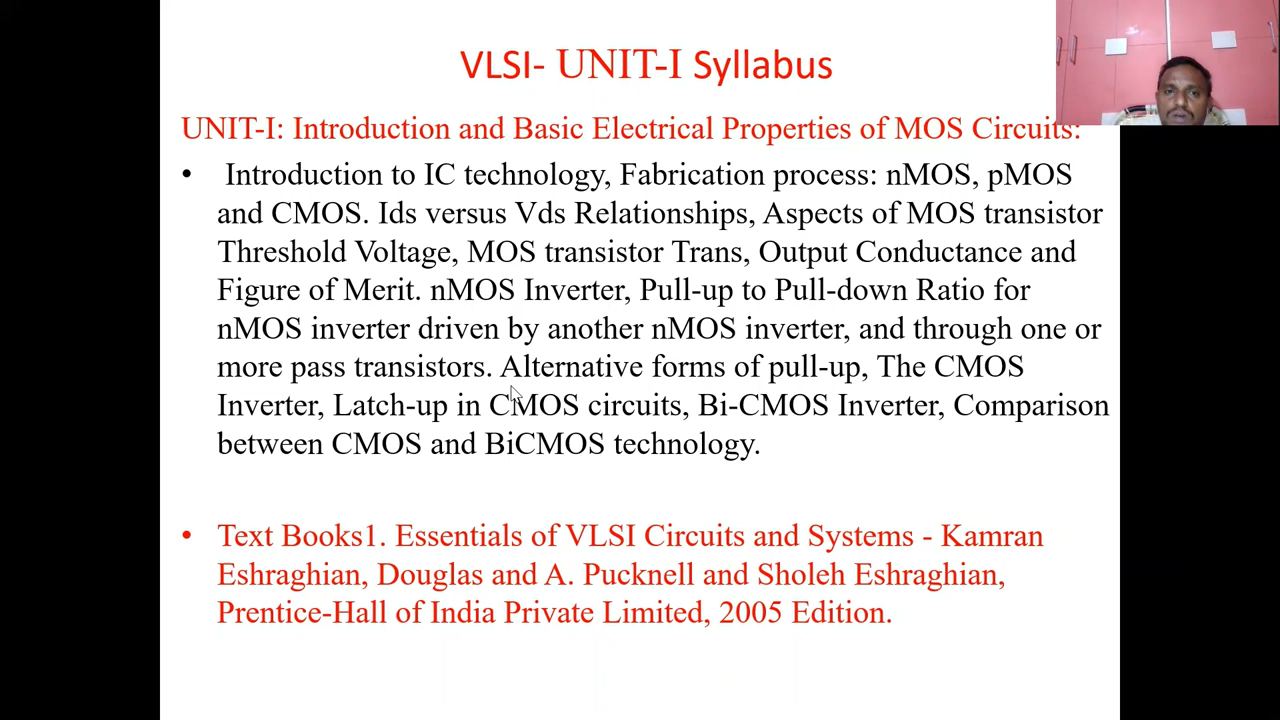 VLSI- UNIT-I Syllabus
UNIT-I: Introduction and Basic Electrical Properties of MOS Circuits:
• Introduction to IC technology, Fabrication process: nMOS, pMOS
and CMOS. Ids versus Vds Relationships, Aspects of MOS transistor
Threshold Voltage, MOS transistor Trans, Output Conductance and
Figure of Merit. nMOS Inverter, Pull-up to Pull-down Ratio for
nMOS inverter driven by another nMOS inverter, and through one or
more pass transistors. Alternative forms of pull-up, The CMOS
Inverter, Latch-up in CMOS circuits, Bi-CMOS Inverter, Comparison
between CMOS and BiCMOS technology.
• Text Books1. Essentials of VLSI Circuits and Systems - Kamran
Eshraghian, Douglas and A. Pucknell and Sholeh Eshraghian,
Prentice-Hall of India Private Limited, 2005 Edition.